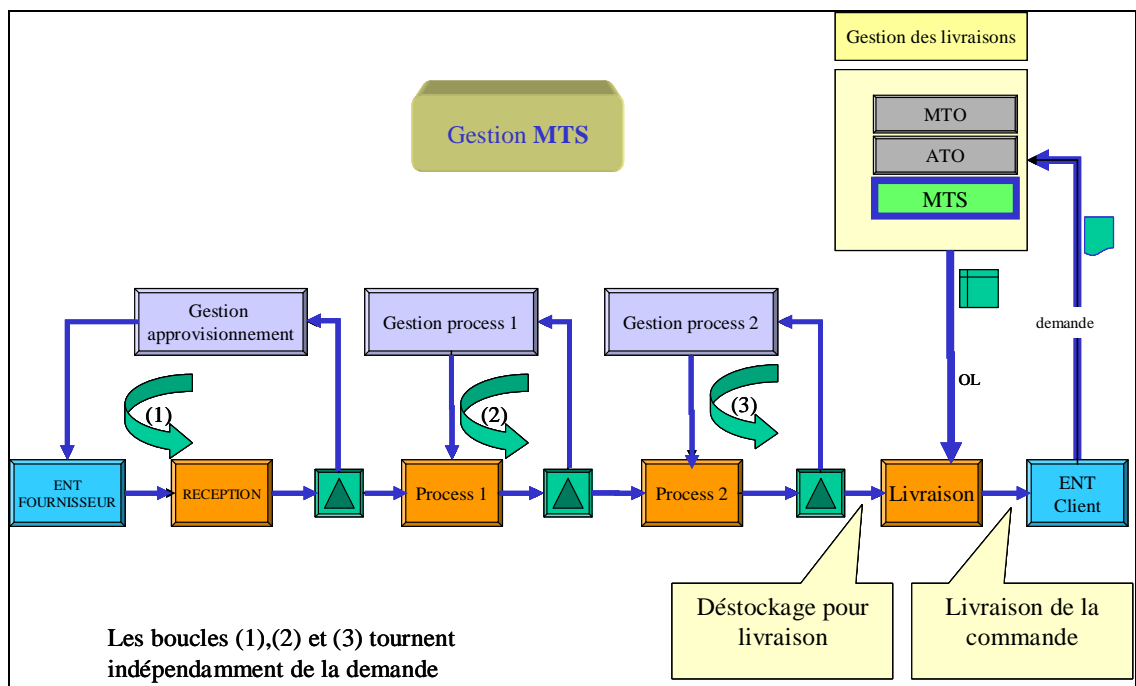 Gestion des livraisons
Gestion MTS
MTO
ATO
MTS
Gestion
approvisionnement
Gestion process 1
Gestion process 2
demande
OL
(1)
(2)
(3)
ENT
FOURNISSEUR
RECEPTION
Process 1
Process 2
Livraison
ENT
Client
Déstockage pour
livraison
Livraison de la
commande
Les boucles (1),(2) et (3) tournent
indépendamment de la demande